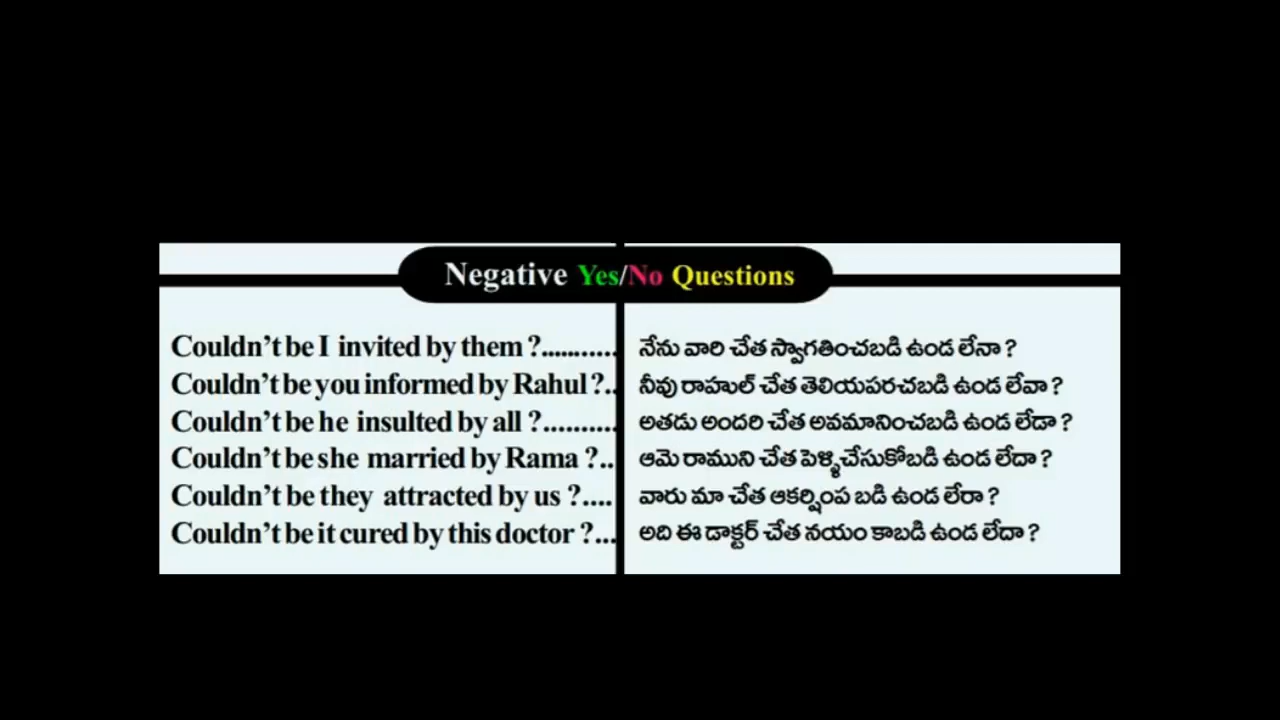 Negative Yes/No Questions
Couldn't be I invited by them ?........... నేను వారి చేత స్వాగతించబడి ఉండ లేనా ?
Couldn't be you informed by Rahul ?.. నీవు రాహుల్ చేత తెలియపరచబడి ఉండ లేవా ?
Couldn't be he insulted by all ?.......... అతడు అందరి చేత అవమానించబడి ఉండ లేడా ?
Couldn't be she married by Rama ?.. ఆమె రాముని చేత పెళ్ళిచేసుకోబడి ఉండ లేదా ?
Couldn't be they attracted by us ?.... వారు మా చేత ఆకర్షింప బడి ఉండ లేరా ?
Couldn't be it cured by this doctor ?... అది ఈ డాక్టర్ చేత నయం కాబడి ఉండ లేదా ?